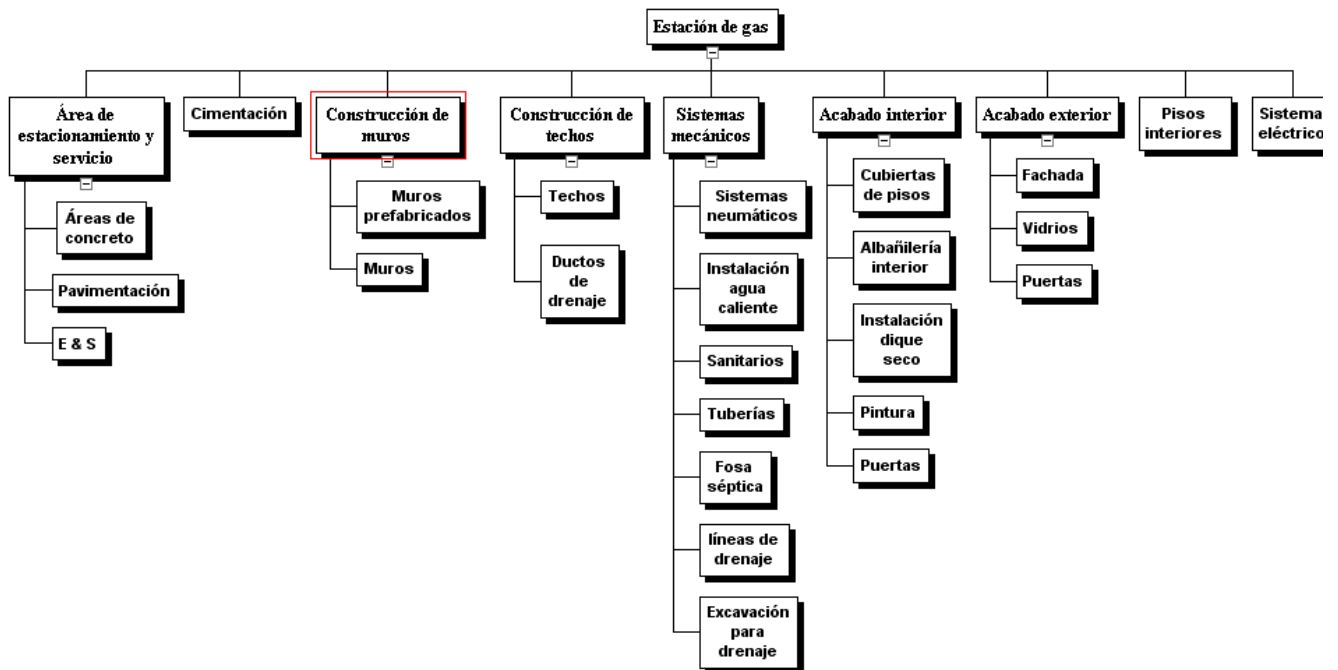 Estación de gas
Área de
estacionamiento y
servicio
Cimentación
Construcción de
muros
Construcción de
techos
Sistemas
mecánicos
Acabado interior
Acabado exterior
Pisos
interiores
Sistema
eléctrico
Áreas de
concreto
Pavimentación
E & S
Muros
prefabricados
Muros
Techos
Ductos
de
drenaje
Sistemas
neumáticos
Instalación
agua
caliente
Sanitarios
Tuberías
Fosa
séptica
líneas de
drenaje
Excavación
para
drenaje
Cubiertas
de pisos
Albañilería
interior
Instalación
dique
seco
Pintura
Puertas
Fachada
Vidrios
Puertas